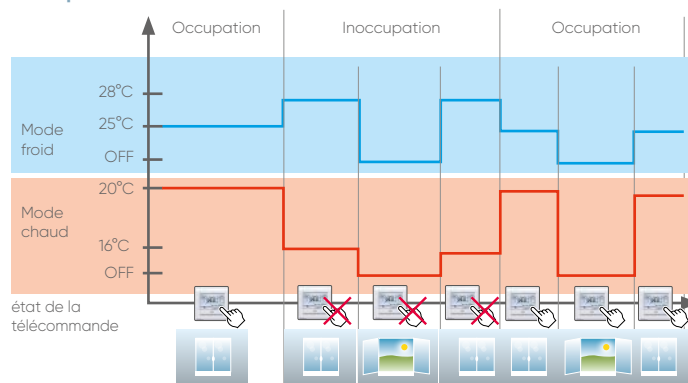 Occupation Inoccupation Occupation
28°C
25°C
Mode
froid
OFF
20°C
Mode
chaud
16°C
OFF
état de la
télécommande